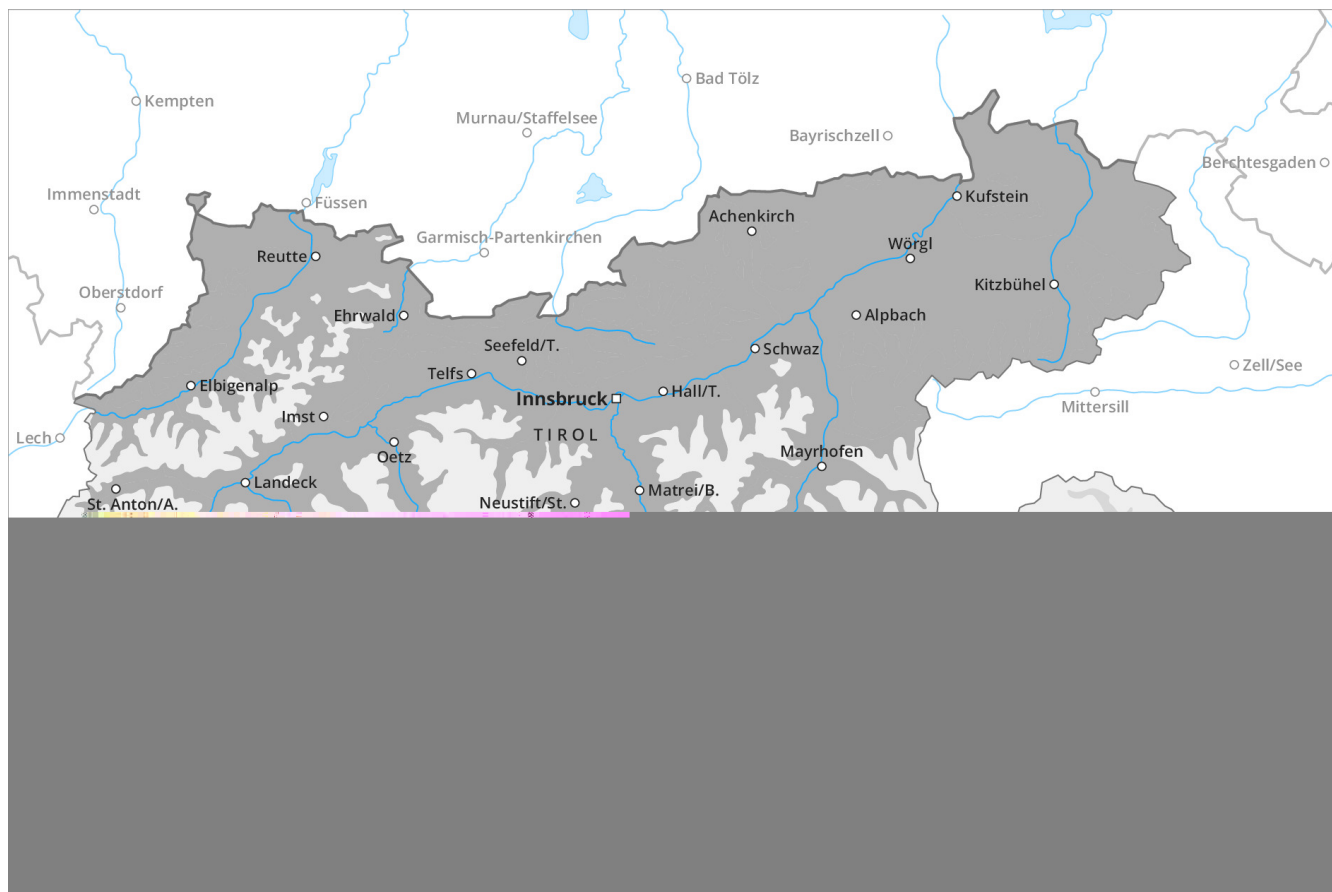 Bad Tölz
Kempten
Murnau/Staffelsee
Bayrischzell
Berchtesgaden
Immenstadt
Füssen
Kufstein
Achenkirch
Garmisch-Partenkirchen
Wörgl
Reutte
Kitzbühel
Oberstdorf
Ehrwald
Alpbach
Seefeld/T.
Schwaz
Zell/See
Telfs
Elbigenalp
Hall/T.
Innsbruck
Mittersill
Imst
TIROL
Lech
Mayrhofen
Oetz
Landeck
Matrei/B.
St. Anton/A.
Neustift/St.